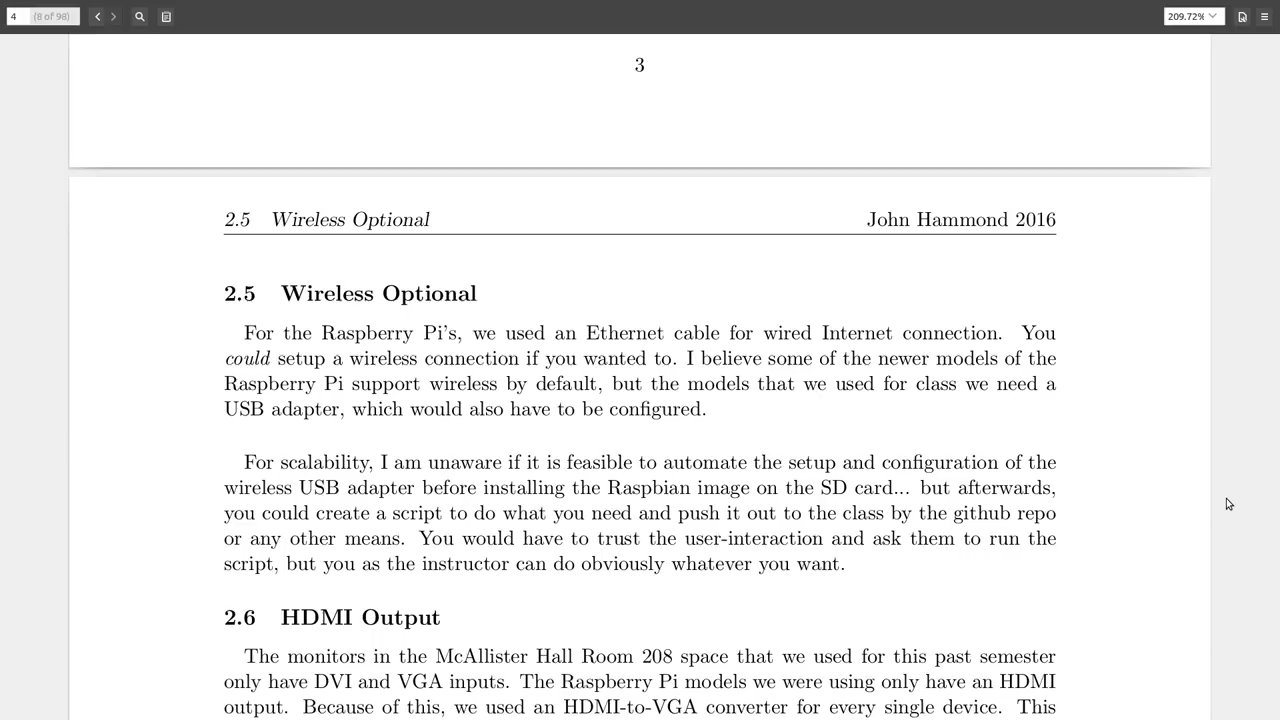 4 (8 of 98)
209.72%
3
2.5 Wireless Optional John Hammond 2016
2.5 Wireless Optional
For the Raspberry Pi's, we used an Ethernet cable for wired Internet connection. You
could setup a wireless connection if you wanted to. I believe some of the newer models of the
Raspberry Pi support wireless by default, but the models that we used for class we need a
USB adapter, which would also have to be configured.
For scalability, I am unaware if it is feasible to automate the setup and configuration of the
wireless USB adapter before installing the Raspbian image on the SD card... but afterwards,
you could create a script to do what you need and push it out to the class by the github repo
or any other means. You would have to trust the user-interaction and ask them to run the
script, but you as the instructor can do obviously whatever you want.
2.6 HDMI Output
The monitors in the McAllister Hall Room 208 space that we used for this past semester
only have DVI and VGA inputs. The Raspberry Pi models we were using only have an HDMI
output. Because of this, we used an HDMI-to-VGA converter for every single device. This